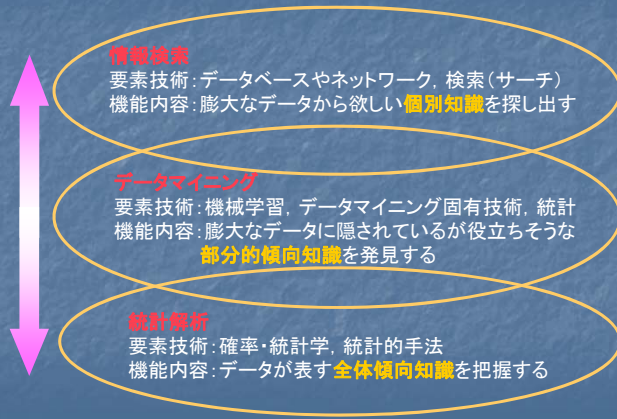 情報検索
要素技術：データベースやネットワーク，検索（サーチ）
機能内容：膨大なデータから欲しい個別知識を探し出す
データマイニング
要素技術：機械学習，データマイニング固有技術，統計
機能内容：膨大なデータに隠されているが役立ちそうな
部分的傾向知識を発見する
統計解析
要素技術：確率・統計学，統計的手法
機能内容：データが表す全体傾向知識を把握する